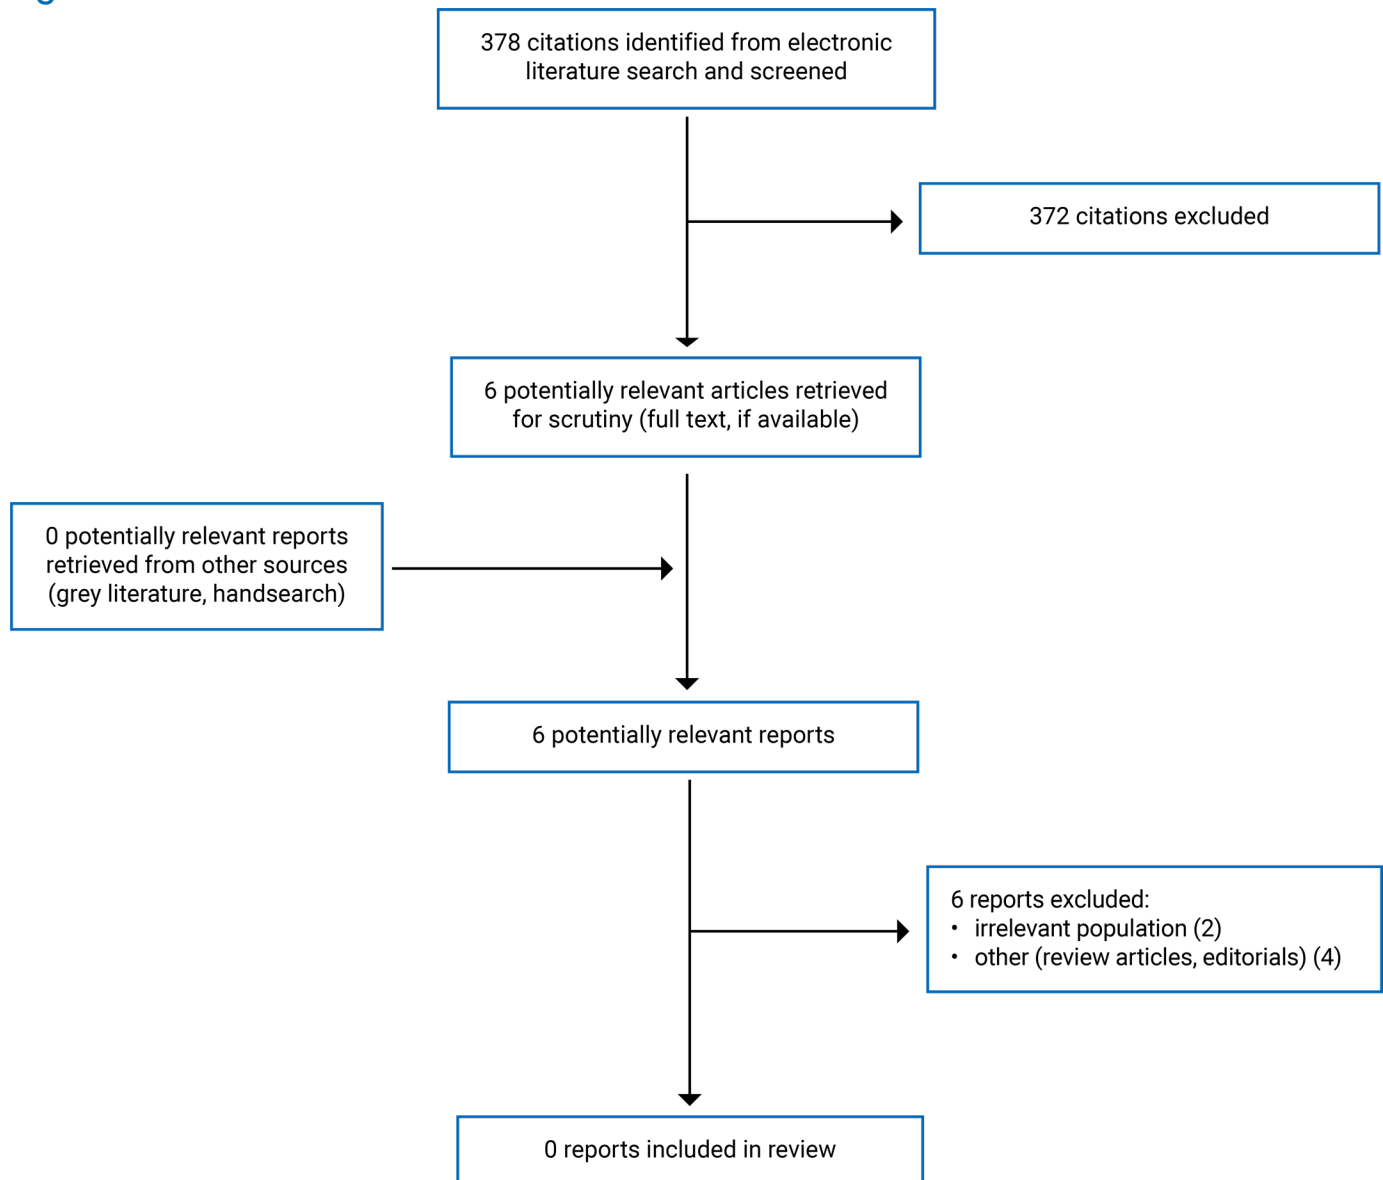 378 citations identified from electronic
literature search and screened
372 citations excluded
6 potentially relevant articles retrieved
for scrutiny (full text, if available)
0 potentially relevant reports
retrieved from other sources
(grey literature, handsearch)
6 potentially relevant reports
6 reports excluded:
• irrelevant population (2)
• other (review articles, editorials) (4)
0 reports included in review